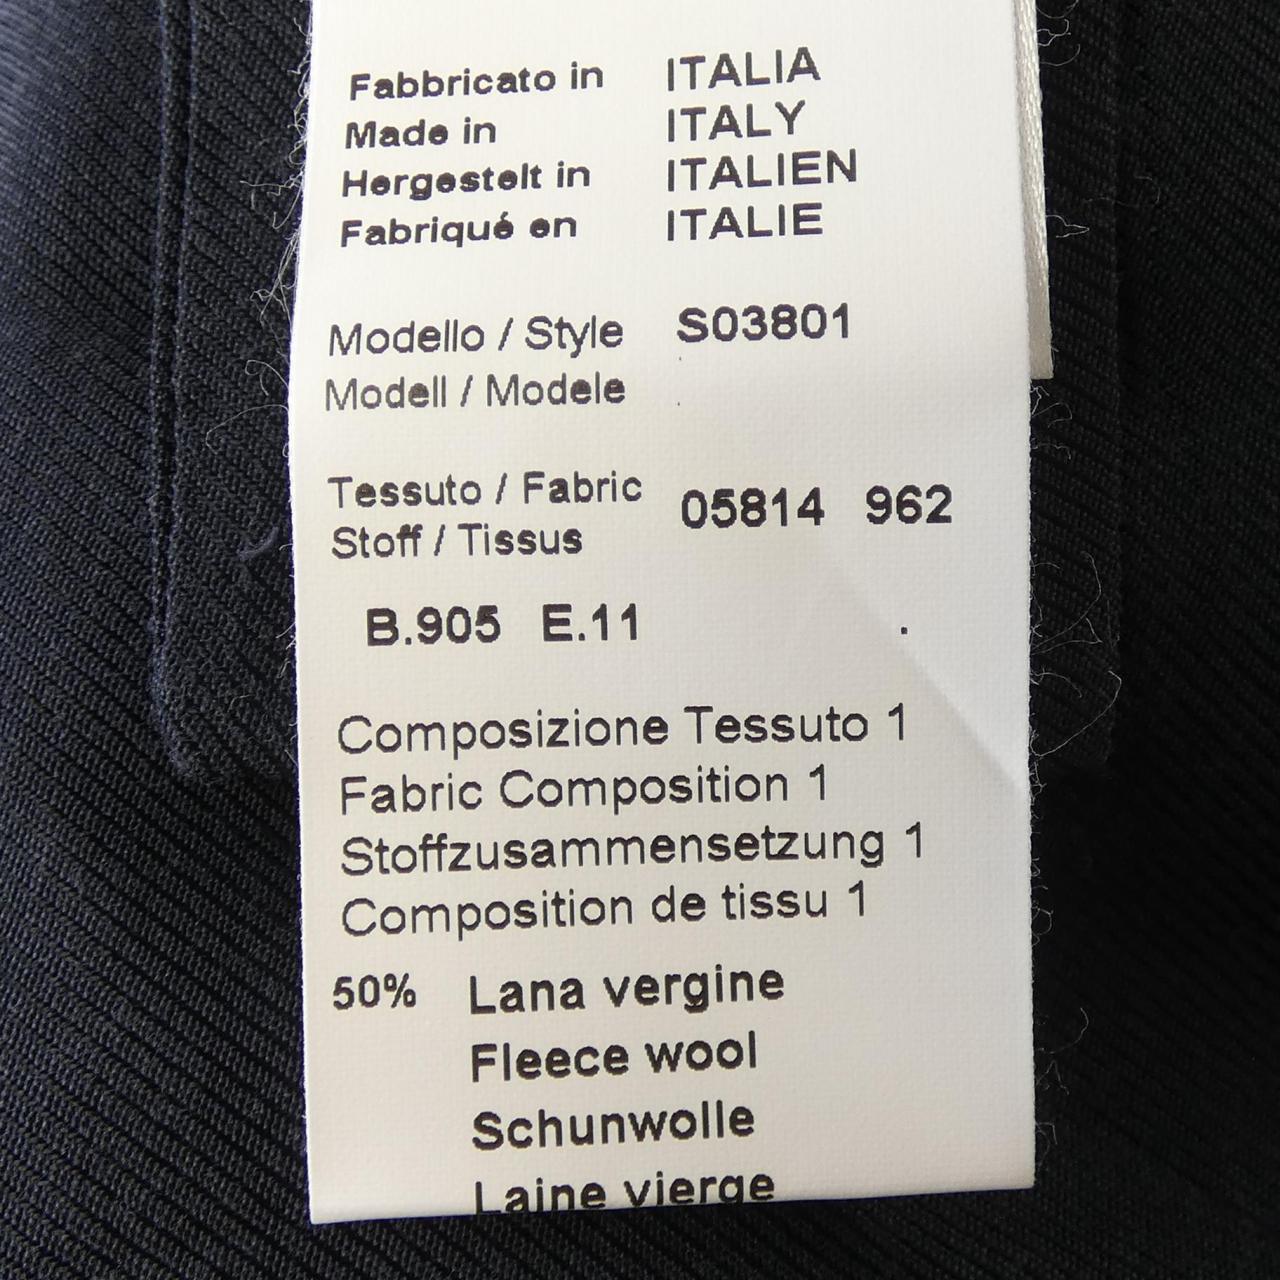 Fabbricato in ITALIA
Made in ITALY
Hergestelt in ITALIEN
Fabriqué en ITALIE
Modello / Style S03801
Modell / Modele
Tessuto / Fabric 05814 962
Stoff / Tissus
B.905 E.11
Composizione Tessuto 1
Fabric Composition 1
Stoffzusammensetzung 1
Composition de tissu 1
50% Lana vergine
Fleece wool
Schunwolle
Laine vierge